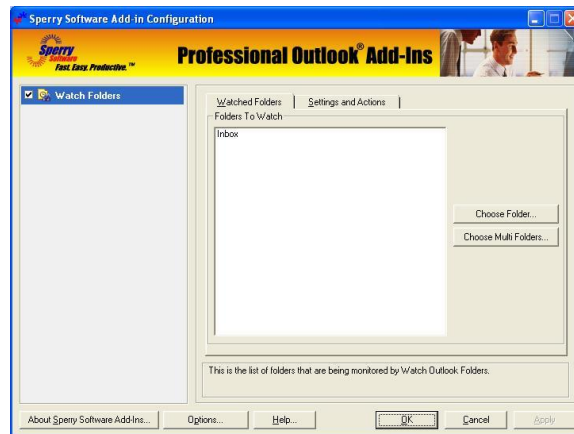 Sperry Software Add-in Configuration
Sperry
Software
Fast. Easy. Productive.™
Professional Outlook® Add-Ins
Watch Folders
Watched Folders
Settings and Actions
Folders To Watch
Inbox
Choose Folder...
Choose Multi Folders...
This is the list of folders that are being monitored by Watch Outlook Folders.
About Sperry Software Add-Ins...
Options...
Help...
OK
Cancel
Apply